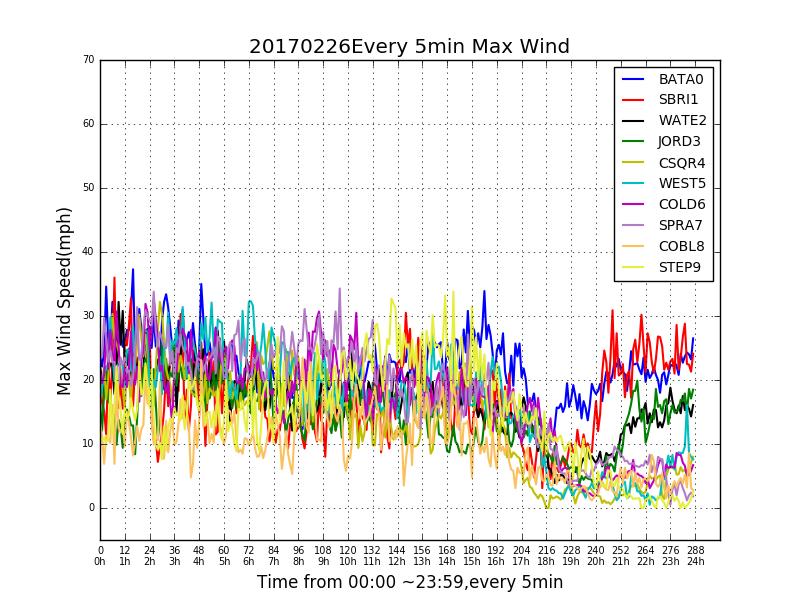 20170226Every 5min Max Wind
70
60
50
40
30
20
10
0
Max Wind Speed(mph)
BATA0
SBRI1
WATE2
JORD3
CSQR4
WEST5
COLD6
SPRA7
COBL8
STEP9
0 12 24 36 48 60 72 84 96 108 120 132 144 156 168 180 192 204 216 228 240 252 264 276 288
0h 1h 2h 3h 4h 5h 6h 7h 8h 9h 10h 11h 12h 13h 14h 15h 16h 17h 18h 19h 20h 21h 22h 23h 24h
Time from 00:00 ~23:59,every 5min